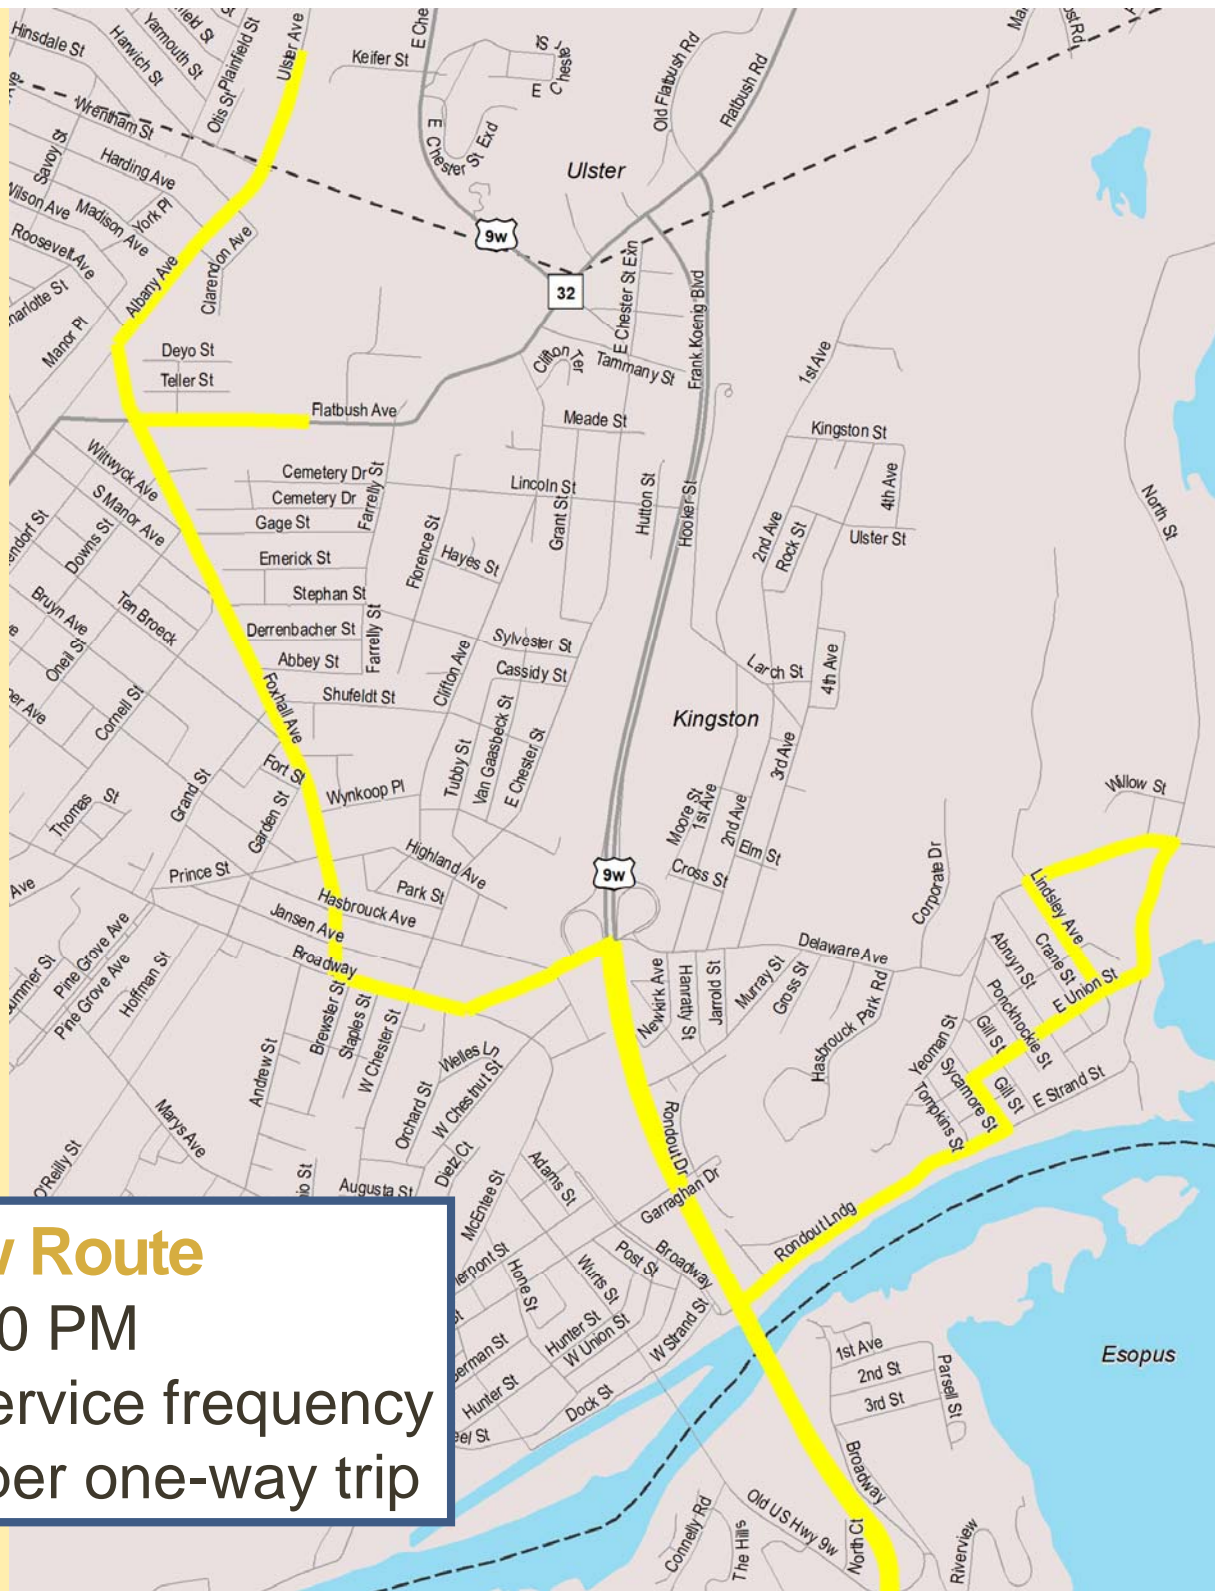 Hinsdale St
Harwich St
Yarmouth St
Plainfield St
Otis St
Ulster Ave
Keifer St
E Chester St Exd
E Che
Old Flatbush Rd
Flatbush Rd
Ulster
Wrentham St
Savoy St
Harding Ave
Wilson Ave
Madison Ave
York Pl
Roosevelt Ave
Clarendon Ave
Albany Ave
Manor Pl
9w
32
E Chester St Exn
Frank Koenig Blvd
Deyo St
Teller St
Clifton Ter
Tammany St
1st Ave
Flatbush Ave
Meade St
Kingston St
Wiltwyck Ave
S Manor Ave
Cemetery Dr
Cemetery Dr
Farrelly St
Lincoln St
Grant St
Hutton St
Hooker St
4th Ave
North St
Downs St
Gage St
Florence St
Hayes St
2nd Ave
Rock St
Ulster St
Emerick St
Stephan St
Bruyn Ave
Ten Broeck
Oneil St
Derrenbacher St
Farrelly St
Abbey St
Sylvester St
Cassidy St
Clifton Ave
Larch St
4th Ave
Cornell St
Foxhall Ave
Shufeldt St
Van Gaasbeck St
E Chester St
Tubby St
Kingston
3rd Ave
Fort St
Wynkoop Pl
Grand St
Garden St
Thomas St
Moore St
1st Ave
2nd Ave
Elm St
Willow St
Prince St
Highland Ave
Park St
Hasbrouck Ave
Jansen Ave
9w
Cross St
Corporate Dr
Lindsley Ave
Ave
Pine Grove Ave
Pine Grove Ave
Hoffman St
Broadway
Delaware Ave
Abruyn St
Crane St
E Union St
Brewster St
Staples St
W Chester St
Newkirk Ave
Hanratty St
Jarrold St
Murray St
Gross St
Hasbrouck Park Rd
Ponckhockie St
Gill St
Yeoman St
Sycamore St
Tompkins St
Gill St
E Strand St
Andrew St
Welles Ln
W Chestnut St
Orchard St
Marys Ave
O'Reilly St
Augusta St
Dietz Ct
McEntee St
Adams St
Rondout Dr
Garraghan Dr
Rondout Lndg
Broadway
Post St
Wurts St
Hone St
Hunter St
W Union St
W Strand St
Hunter St
Dock St
w Route
0 PM
ervice frequency
per one-way trip
1st Ave
2nd St
3rd St
Parsell St
Esopus
Broadway
Old US Hwy 9w
Connelly Rd
The Hills
North Ct
Riverview